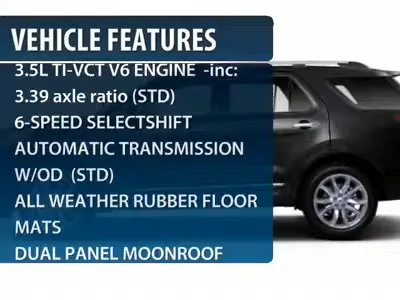 VEHICLE FEATURES
3.5L TI-VCT V6 ENGINE -inc:
3.39 axle ratio (STD)
6-SPEED SELECTSHIFT
AUTOMATIC TRANSMISSION
W/OD (STD)
ALL WEATHER RUBBER FLOOR
MATS
DUAL PANEL MOONROOF